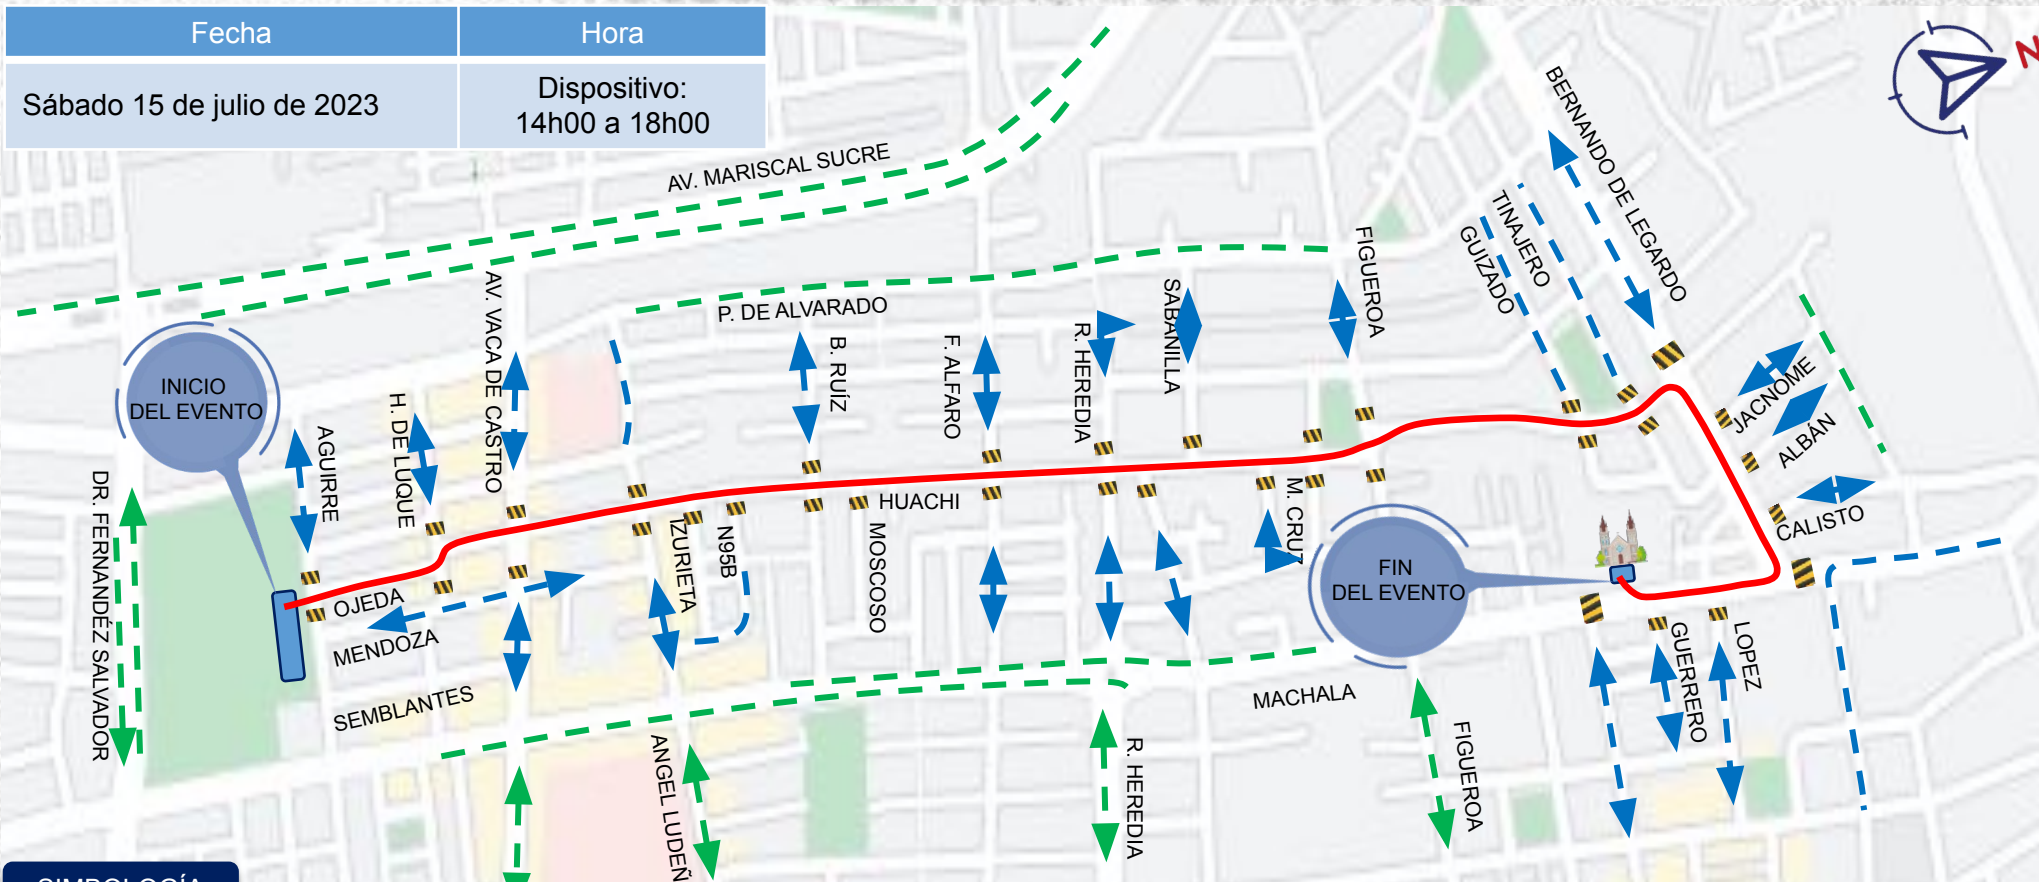 Fecha
Hora
Sábado 15 de julio de 2023
Dispositivo:
14h00 a 18h00
N
BERNANDO DE LEGARDO
AV. MARISCAL SUCRE
TINAJERO
GUIZADO
FIGUEROA
SABANILLA
P. DE ALVARADO
AV. VACA DE CASTRO
B. RUÍZ
F. ALFARO
R. HEREDIA
INICIO
DEL EVENTO
H. DE LUQUE
AGUIRRE
JACNOME
ALBÁN
CALISTO
DR. FERNANDÉZ SALVADOR
HUACHI
M. CRUZ
IZURIETA
N95B
MOSCOSO
FIN
DEL EVENTO
OJEDA
MENDOZA
SEMBLANTES
GUERRERO
LOPEZ
MACHALA
ANGEL LUDEÑ
R. HEREDIA
FIGUEROA
SIMBOLOGÍA